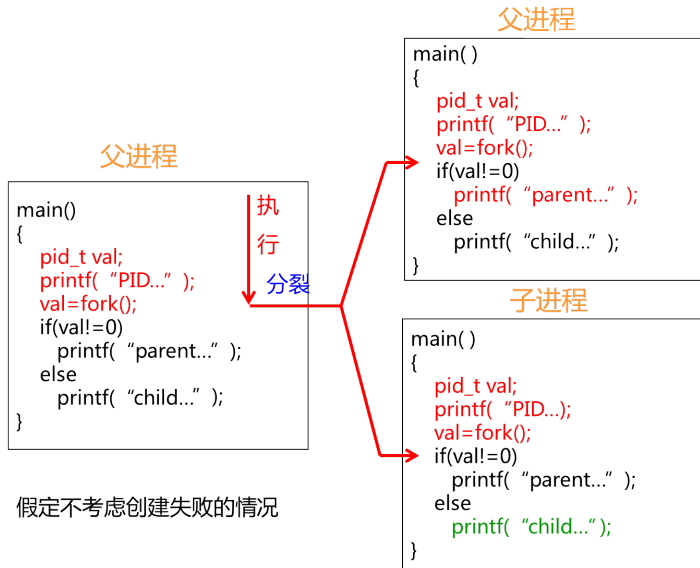 父进程
main()
{
pid_t val;
printf(“PID…”);
val=fork();
if(val!=0)
printf(“parent…”);
else
printf(“child…”);
}
执
行
分裂
假定不考虑创建失败的情况
父进程
main( )
{
pid_t val;
printf(“PID…”);
val=fork();
if(val!=0)
printf(“parent…”);
else
printf(“child…”);
}
子进程
main( )
{
pid_t val;
printf(“PID…);
val=fork();
if(val!=0)
printf(“parent…”);
else
printf(“child…”);
}